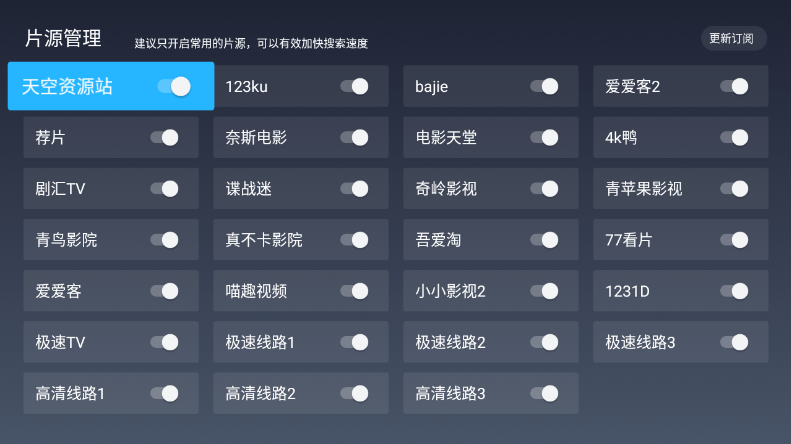 片源管理
建议只开启常用的片源，可以有效加快搜索速度
更新订阅
天空资源站
123ku
bajie
爱爱客2
荐片
奈斯电影
电影天堂
4k鸭
剧汇TV
谍战迷
奇岭影视
青苹果影视
青鸟影院
真不卡影院
吾爱淘
77看片
爱爱客
喵趣视频
小小影视2
1231D
极速TV
极速线路1
极速线路2
极速线路3
高清线路1
高清线路2
高清线路3